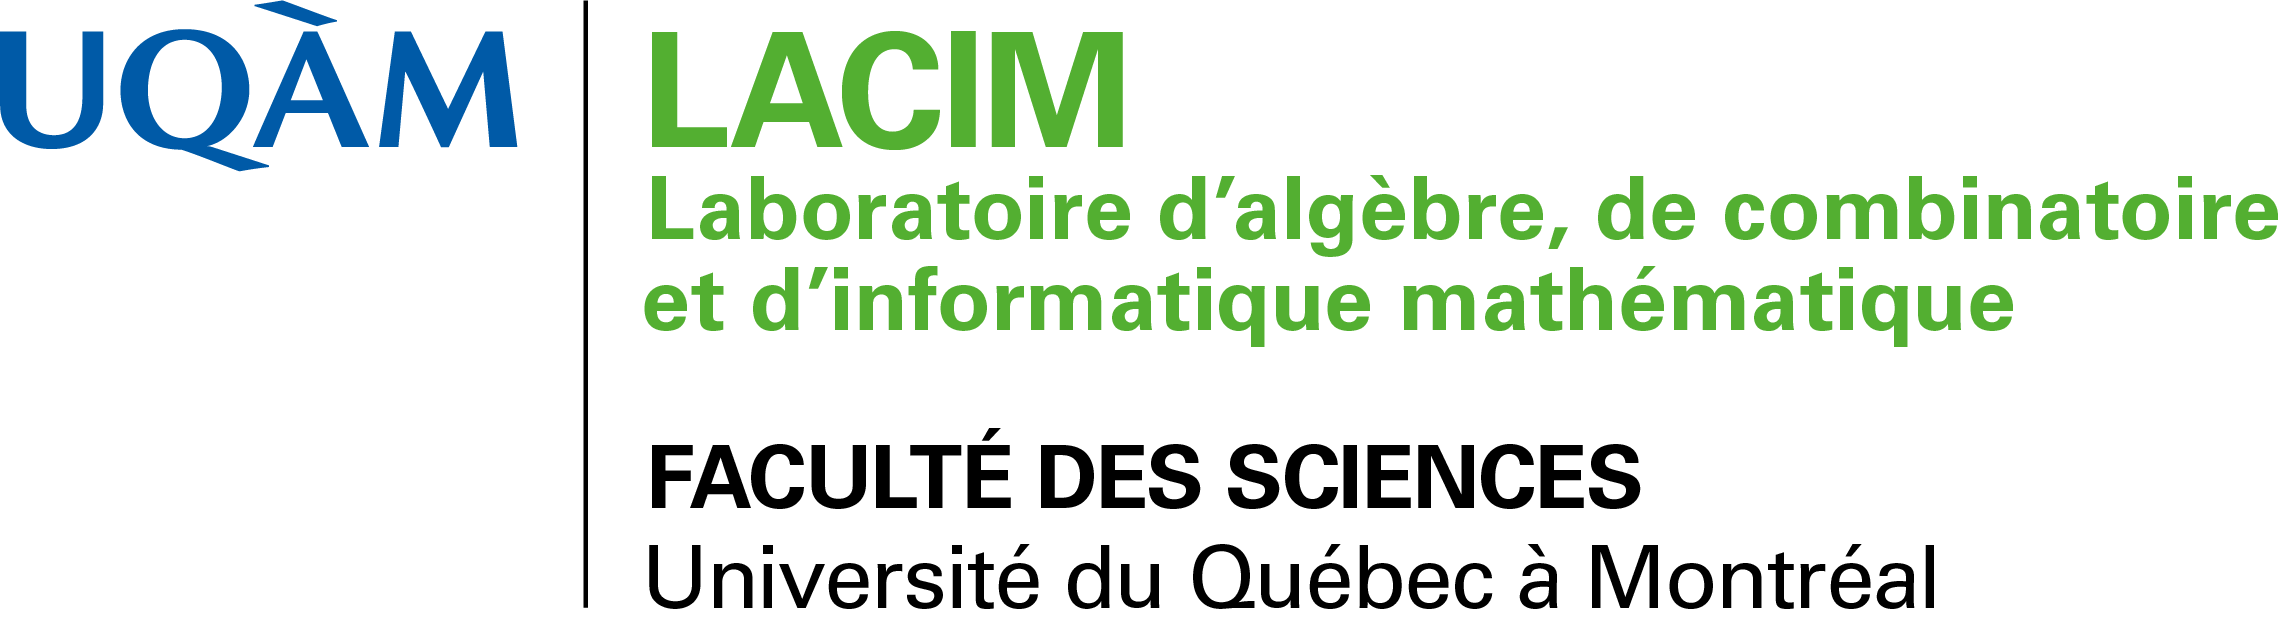 UQÀM
LACIM
Laboratoire d’algèbre, de combinatoire
et d’informatique mathématique
FACULTÉ DES SCIENCES
Université du Québec à Montréal